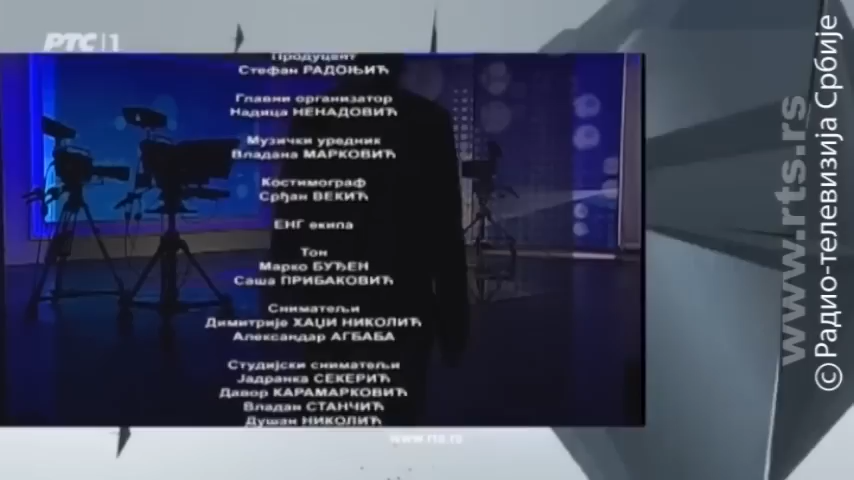 РТС|1
Продуцент
Стефан РАДОЊИЋ
Главни организатор
Надица НЕНАДОВИЋ
Музички уредник
Владана МАРКОВИЋ
Костимограф
Срђан ВЕКИЋ
ЕНГ екипа
Тон
Марко БУЂЕН
Саша ПРИБАКОВИЋ
Сниматељи
Димитрије ХАЏИ НИКОЛИЋ
Александар АГБАБА
Студијски сниматељи
Јадранка СЕКЕРИЋ
Давор КАРАМАРКОВИЋ
Владан СТАНЧИЋ
Душан НИКОЛИЋ
www.rts.rs
www.rts.rs
© Радио-телевизија Србије